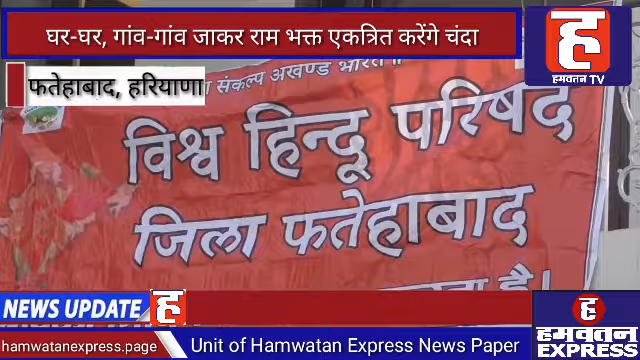 घर-घर, गांव-गांव जाकर राम भक्त एकत्रित करेंगे चंदा
ह
हमवतन TV
फतेहाबाद, हरियाणा
संकल्प अखण्ड भारत
विश्व हिन्दू परिषद
जिला फतेहाबाद
है।
NEWS UPDATE
ह
ह
हमवतन
EXPRESS
hamwatanexpress.page
Unit of Hamwatan Express News Paper